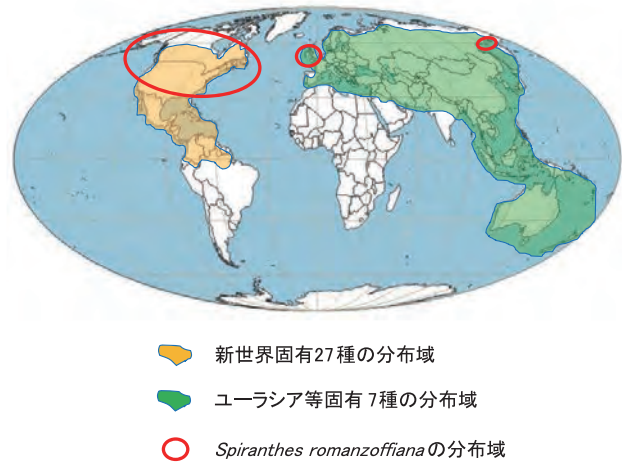 新世界固有27種の分布域
ユーラシア等固有7種の分布域
Spiranthes romanzoffianaの分布域